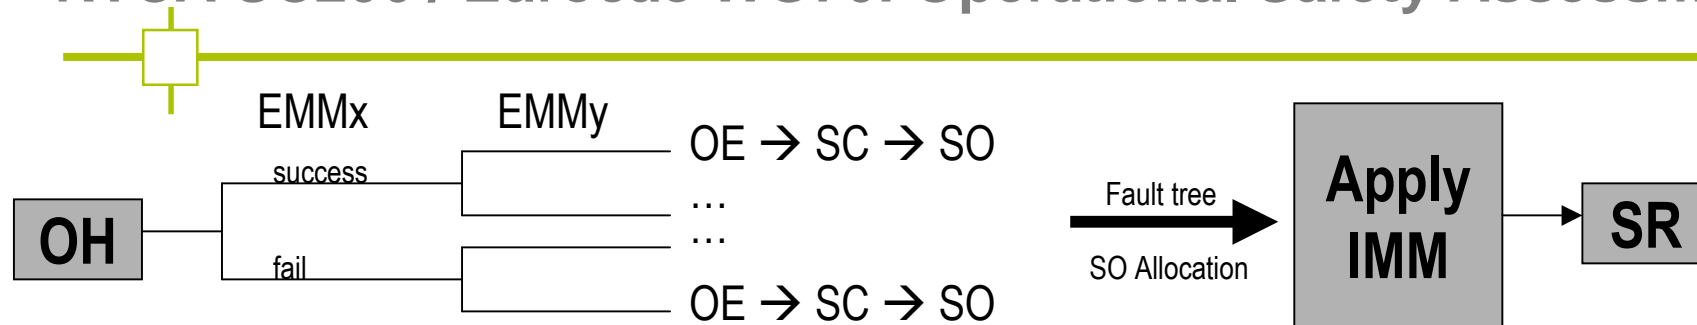 EMMx EMMy
OE → SC → SO
success
...
Fault tree
Apply
IMM
OH
SR
...
fail
SO Allocation
OE → SC → SO